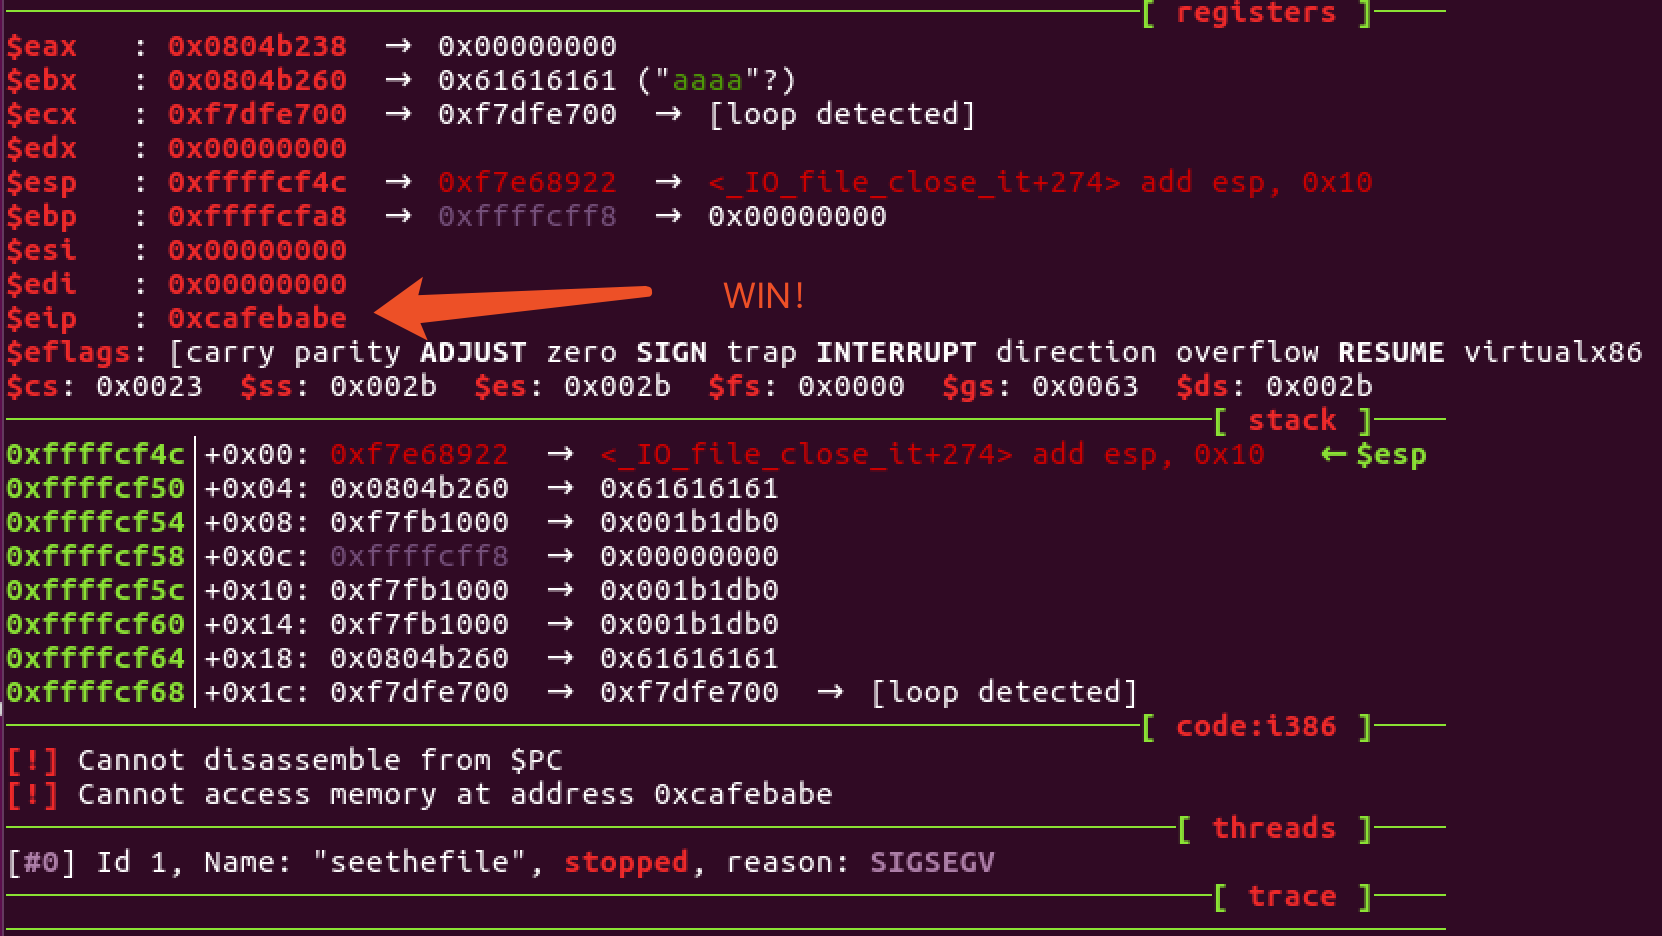 [ registers ]
$eax   : 0x0804b238  →  0x00000000
$ebx   : 0x0804b260  →  0x61616161 ("aaaa"?)
$ecx   : 0xf7dfe700  →  0xf7dfe700  →  [loop detected]
$edx   : 0x00000000
$esp   : 0xffffcf4c  →  0xf7e68922  →  <_IO_file_close_it+274> add esp, 0x10
$ebp   : 0xffffcfa8  →  0xffffcff8  →  0x00000000
$esi   : 0x00000000
$edi   : 0x00000000
WIN!
$eip   : 0xcafebabe
$eflags: [carry parity ADJUST zero SIGN trap INTERRUPT direction overflow RESUME virtualx86
$cs: 0x0023  $ss: 0x002b  $es: 0x002b  $fs: 0x0000  $gs: 0x0063  $ds: 0x002b
[ stack ]
0xffffcf4c│+0x00: 0xf7e68922  →  <_IO_file_close_it+274> add esp, 0x10   ←$esp
0xffffcf50│+0x04: 0x0804b260  →  0x61616161
0xffffcf54│+0x08: 0xf7fb1000  →  0x001b1db0
0xffffcf58│+0x0c: 0xffffcff8  →  0x00000000
0xffffcf5c│+0x10: 0xf7fb1000  →  0x001b1db0
0xffffcf60│+0x14: 0xf7fb1000  →  0x001b1db0
0xffffcf64│+0x18: 0x0804b260  →  0x61616161
0xffffcf68│+0x1c: 0xf7dfe700  →  0xf7dfe700  →  [loop detected]
[ code:i386 ]
[!] Cannot disassemble from $PC
[!] Cannot access memory at address 0xcafebabe
[ threads ]
[#0] Id 1, Name: "seethefile", stopped, reason: SIGSEGV
[ trace ]